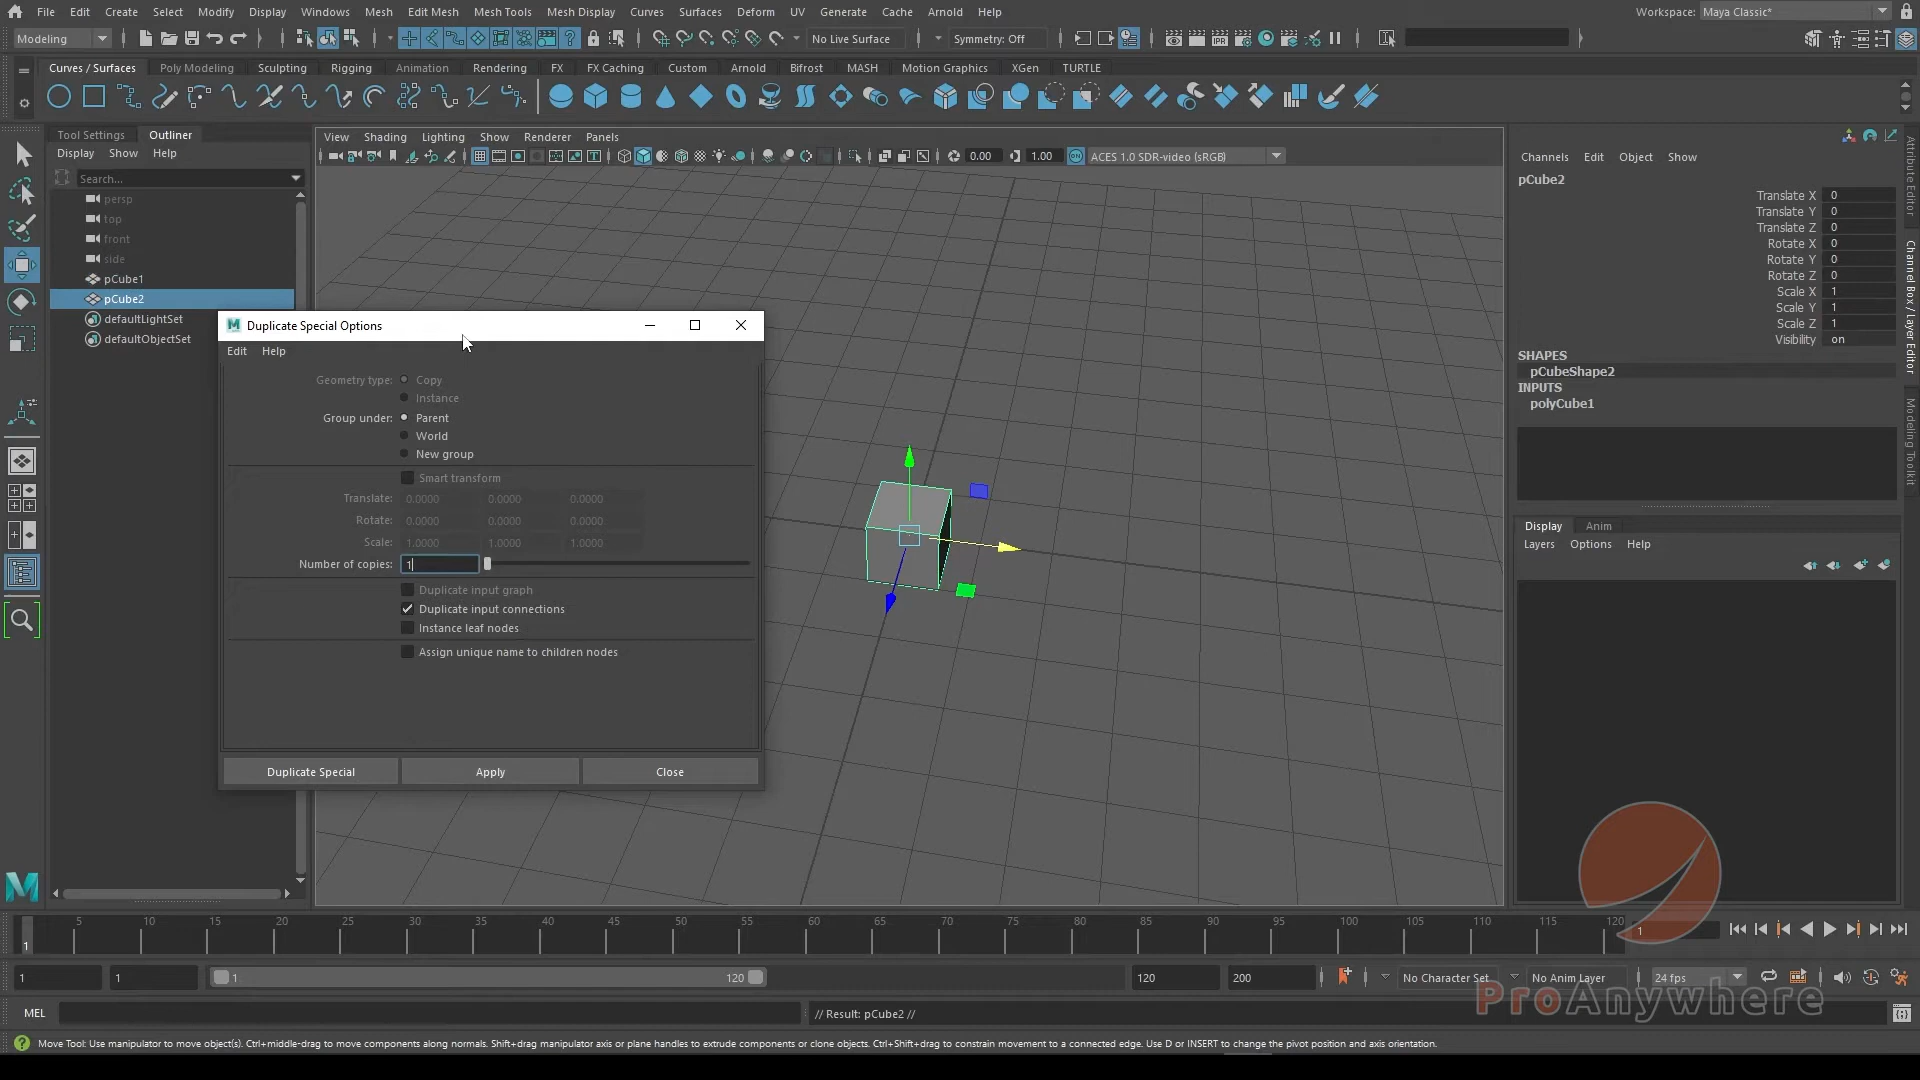 File Edit Create Select Modify Display Windows Mesh Edit Mesh Mesh Tools Mesh Display Curves Surfaces Deform UV Generate Cache Arnold Help Workspace: Maya Classic*
Modeling No Live Surface Symmetry: Off
Curves / Surfaces Poly Modeling Sculpting Rigging Animation Rendering FX FX Caching Custom Arnold Bifrost MASH Motion Graphics XGen TURTLE
Tool Settings Outliner
Display Show Help
Search...
persp
top
front
side
pCube1
pCube2
defaultLightSet
defaultObjectSet
View Shading Lighting Show Renderer Panels
0.00 1.00 ACES 1.0 SDR-video (sRGB)
Duplicate Special Options
Edit Help
Geometry type: Copy
Instance
Group under: Parent
World
New group
Smart transform
Translate: 0.0000 0.0000 0.0000
Rotate: 0.0000 0.0000 0.0000
Scale: 1.0000 1.0000 1.0000
Number of copies: 1
Duplicate input graph
Duplicate input connections
Instance leaf nodes
Assign unique name to children nodes
Duplicate Special Apply Close
Channels Edit Object Show
pCube2
Translate X 0
Translate Y 0
Translate Z 0
Rotate X 0
Rotate Y 0
Rotate Z 0
Scale X 1
Scale Y 1
Scale Z 1
Visibility on
SHAPES
pCubeShape2
INPUTS
polyCube1
Display Anim
Layers Options Help
Attribute Editor
Channel Box / Layer Editor
Modeling Toolkit
5 10 15 20 25 30 35 40 45 50 55 60 65 70 75 80 85 90 95 100 105 110 115 120
1 1
1 1 1 120 120 200 No Character Set No Anim Layer 24 fps
ProAnywhere
MEL // Result: pCube2 //
Move Tool: Use manipulator to move object(s). Ctrl+middle-drag to move components along normals. Shift+drag manipulator axis or plane handles to extrude components or clone objects. Ctrl+Shift+drag to constrain movement to a connected edge. Use D or INSERT to change the pivot position and axis orientation.